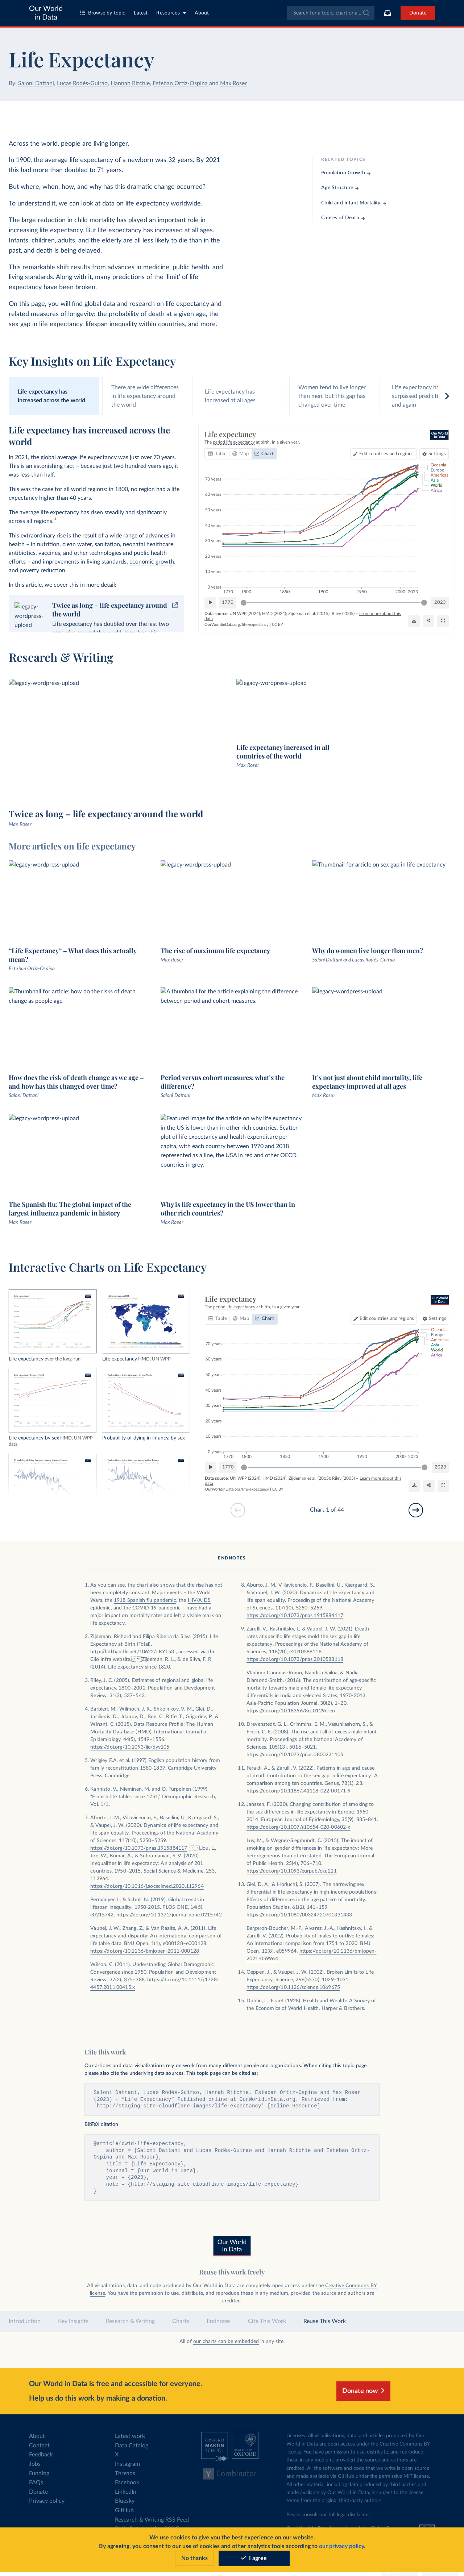 Our World
in Data
Browse by topic
Latest
Resources
About
Search for a topic, chart or a...
Donate
Life Expectancy
By: Saloni Dattani, Lucas Rodés-Guirao, Hannah Ritchie, Esteban Ortiz-Ospina and Max Roser
Across the world, people are living longer.
In 1900, the average life expectancy of a newborn was 32 years. By 2021
this had more than doubled to 71 years.
But where, when, how, and why has this dramatic change occurred?
To understand it, we can look at data on life expectancy worldwide.
The large reduction in child mortality has played an important role in
increasing life expectancy. But life expectancy has increased at all ages.
Infants, children, adults, and the elderly are all less likely to die than in the
past, and death is being delayed.
This remarkable shift results from advances in medicine, public health, and
living standards. Along with it, many predictions of the ‘limit’ of life
expectancy have been broken.
On this page, you will find global data and research on life expectancy and
related measures of longevity: the probability of death at a given age, the
sex gap in life expectancy, lifespan inequality within countries, and more.
RELATED TOPICS
Population Growth
Age Structure
Child and Infant Mortality
Causes of Death
Key Insights on Life Expectancy
Life expectancy has
increased across the world
There are wide differences
in life expectancy around
the world
Life expectancy has
increased at all ages
Women tend to live longer
than men, but this gap has
changed over time
Life expectancy ha
surpassed predicti
and again
Life expectancy has increased across the
world
In 2021, the global average life expectancy was just over 70 years.
This is an astonishing fact – because just two hundred years ago, it
was less than half.
This was the case for all world regions: in 1800, no region had a life
expectancy higher than 40 years.
The average life expectancy has risen steadily and significantly
across all regions.1
This extraordinary rise is the result of a wide range of advances in
health – in nutrition, clean water, sanitation, neonatal healthcare,
antibiotics, vaccines, and other technologies and public health
efforts – and improvements in living standards, economic growth,
and poverty reduction.
In this article, we cover this in more detail:
legacy-
wordpress-
upload
Twice as long – life expectancy around
the world
Life expectancy has doubled over the last two
Life expectancy
The period life expectancy at birth, in a given year.
Our World
in Data
Table
Map
Chart
Edit countries and regions
Settings
70 years
60 years
50 years
40 years
30 years
20 years
10 years
0 years
1770
1800
1850
1900
1950
2000
2023
Oceania
Europe
Americas
Asia
World
Africa
1770
2023
Data source: UN WPP (2024); HMD (2024); Zijdeman et al. (2015); Riley (2005) – Learn more about this
data
OurWorldinData.org/life-expectancy | CC BY
Research & Writing
legacy-wordpress-upload
legacy-wordpress-upload
Life expectancy increased in all
countries of the world
Max Roser
Twice as long – life expectancy around the world
Max Roser
More articles on life expectancy
legacy-wordpress-upload
legacy-wordpress-upload
Thumbnail for article on sex gap in life expectancy
“Life Expectancy” – What does this actually
mean?
Esteban Ortiz-Ospina
The rise of maximum life expectancy
Max Roser
Why do women live longer than men?
Saloni Dattani and Lucas Rodés-Guirao
Thumbnail for article: how do the risks of death
change as people age
A thumbnail for the article explaining the difference
between period and cohort measures.
legacy-wordpress-upload
How does the risk of death change as we age –
and how has this changed over time?
Saloni Dattani
Period versus cohort measures: what’s the
difference?
Saloni Dattani
It’s not just about child mortality, life
expectancy improved at all ages
Max Roser
legacy-wordpress-upload
Featured image for the article on why life expectancy
in the US is lower than in other rich countries. Scatter
plot of life expectancy and health expenditure per
capita, with each country between 1970 and 2018
represented as a line, the USA in red and other OECD
countries in grey.
The Spanish flu: The global impact of the
largest influenza pandemic in history
Max Roser
Why is life expectancy in the US lower than in
other rich countries?
Max Roser
Interactive Charts on Life Expectancy
Life expectancy over the long-run
Life expectancy HMD, UN WPP
Life expectancy by sex HMD, UN WPP
data
Probability of dying in infancy, by sex
Life expectancy
The period life expectancy at birth, in a given year.
Our World
in Data
Table
Map
Chart
Edit countries and regions
Settings
70 years
60 years
50 years
40 years
30 years
20 years
10 years
0 years
1770
1800
1850
1900
1950
2000
2023
Oceania
Europe
Americas
Asia
World
Africa
1770
2023
Data source: UN WPP (2024); HMD (2024); Zijdeman et al. (2015); Riley (2005) – Learn more about this
data
OurWorldinData.org/life-expectancy | CC BY
Chart 1 of 44
ENDNOTES
1. As you can see, the chart also shows that the rise has not
been completely constant. Major events – the World
Wars, the 1918 Spanish flu pandemic, the HIV/AIDS
epidemic, and the COVID-19 pandemic – have had a
major impact on mortality rates and left a visible mark on
life expectancy.
2. Zijdeman, Richard and Filipa Ribeira da Silva (2015). Life
Expectancy at Birth (Total).
http://hdl.handle.net/10622/LKYT53 , accessed via the
Clio Infra website. Zijdeman, R. L., & de Silva, F. R.
(2014). Life expectancy since 1820.
3. Riley, J. C. (2005). Estimates of regional and global life
expectancy, 1800–2001. Population and Development
Review, 31(3), 537–543.
4. Barbieri, M., Wilmoth, J. R., Shkolnikov, V. M., Glei, D.,
Jasilionis, D., Jdanov, D., Boe, C., Riffe, T., Grigoriev, P., &
Winant, C. (2015). Data Resource Profile: The Human
Mortality Database (HMD). International Journal of
Epidemiology, 44(5), 1549–1556.
https://doi.org/10.1093/ije/dyv105
5. Wrigley E.A. et al. (1997) English population history from
family reconstitution 1580-1837. Cambridge University
Press, Cambridge.
6. Kannisto, V., Nieminen, M. and O. Turpeinen (1999).
“Finnish life tables since 1751.” Demographic Research,
Vol. 1/1.
7. Aburto, J. M., Villavicencio, F., Basellini, U., Kjærgaard, S.,
& Vaupel, J. W. (2020). Dynamics of life expectancy and
life span equality. Proceedings of the National Academy
of Sciences, 117(10), 5250–5259.
https://doi.org/10.1073/pnas.1915884117 Liou, L.,
Joe, W., Kumar, A., & Subramanian, S. V. (2020).
Inequalities in life expectancy: An analysis of 201
countries, 1950–2015. Social Science & Medicine, 253,
112964.
https://doi.org/10.1016/j.socscimed.2020.112964
Permanyer, I., & Scholl, N. (2019). Global trends in
lifespan inequality: 1950-2015. PLOS ONE, 14(5),
e0215742. https://doi.org/10.1371/journal.pone.0215742
Vaupel, J. W., Zhang, Z., & Van Raalte, A. A. (2011). Life
expectancy and disparity: An international comparison of
life table data. BMJ Open, 1(1), e000128–e000128.
https://doi.org/10.1136/bmjopen-2011-000128
Wilson, C. (2011). Understanding Global Demographic
Convergence since 1950. Population and Development
Review, 37(2), 375–388. https://doi.org/10.1111/j.1728-
4457.2011.00415.x
8. Aburto, J. M., Villavicencio, F., Basellini, U., Kjærgaard, S.,
& Vaupel, J. W. (2020). Dynamics of life expectancy and
life span equality. Proceedings of the National Academy
of Sciences, 117(10), 5250–5259.
https://doi.org/10.1073/pnas.1915884117
9. Zarulli, V., Kashnitsky, I., & Vaupel, J. W. (2021). Death
rates at specific life stages mold the sex gap in life
expectancy. Proceedings of the National Academy of
Sciences, 118(20), e2010588118.
https://doi.org/10.1073/pnas.2010588118
Vladimir Canudas-Romo, Nandita Saikia, & Nadia
Diamond-Smith. (2016). The contribution of age-specific
mortality towards male and female life expectancy
differentials in India and selected States, 1970-2013.
Asia-Pacific Population Journal, 30(2), 1–20.
https://doi.org/10.18356/8ec0129d-en
10. Drevenstedt, G. L., Crimmins, E. M., Vasunilashorn, S., &
Finch, C. E. (2008). The rise and fall of excess male infant
mortality. Proceedings of the National Academy of
Sciences, 105(13), 5016–5021.
https://doi.org/10.1073/pnas.0800221105
11. Feraldi, A., & Zarulli, V. (2022). Patterns in age and cause
of death contribution to the sex gap in life expectancy: A
comparison among ten countries. Genus, 78(1), 23.
https://doi.org/10.1186/s41118-022-00171-9
12. Janssen, F. (2020). Changing contribution of smoking to
the sex differences in life expectancy in Europe, 1950–
2014. European Journal of Epidemiology, 35(9), 835–841.
https://doi.org/10.1007/s10654-020-00602-x
Luy, M., & Wegner-Siegmundt, C. (2015). The impact of
smoking on gender differences in life expectancy: more
heterogeneous than often stated. The European Journal
of Public Health, 25(4), 706–710.
https://doi.org/10.1093/eurpub/cku211
13. Glei, D. A., & Horiuchi, S. (2007). The narrowing sex
differential in life expectancy in high-income populations:
Effects of differences in the age pattern of mortality.
Population Studies, 61(2), 141–159.
https://doi.org/10.1080/00324720701331433
Bergeron-Boucher, M.-P., Alvarez, J.-A., Kashnitsky, I., &
Zarulli, V. (2022). Probability of males to outlive females:
An international comparison from 1751 to 2020. BMJ
Open, 12(8), e059964. https://doi.org/10.1136/bmjopen-
2021-059964
14. Oeppen, J., & Vaupel, J. W. (2002). Broken Limits to Life
Expectancy. Science, 296(5570), 1029–1031.
https://doi.org/10.1126/science.1069675
15. Dublin, L., Israel. (1928). Health and Wealth: A Survey of
the Economics of World Health. Harper & Brothers.
Cite this work
Our articles and data visualizations rely on work from many different people and organizations. When citing this topic page,
please also cite the underlying data sources. This topic page can be cited as:
Saloni Dattani, Lucas Rodés-Guirao, Hannah Ritchie, Esteban Ortiz-Ospina and Max Roser
(2023) - “Life Expectancy” Published online at OurWorldinData.org. Retrieved from:
'http://staging-site-cloudflare-images/life-expectancy' [Online Resource]
BibTeX citation
@article{owid-life-expectancy,
author = {Saloni Dattani and Lucas Rodés-Guirao and Hannah Ritchie and Esteban Ortiz-
Ospina and Max Roser},
title = {Life Expectancy},
journal = {Our World in Data},
year = {2023},
note = {http://staging-site-cloudflare-images/life-expectancy}
}
Our World
in Data
Reuse this work freely
All visualizations, data, and code produced by Our World in Data are completely open access under the Creative Commons BY
license. You have the permission to use, distribute, and reproduce these in any medium, provided the source and authors are
credited.
Introduction
Key Insights
Research & Writing
Charts
Endnotes
Cite This Work
Reuse This Work
All of our charts can be embedded in any site.
Our World in Data is free and accessible for everyone.
Help us do this work by making a donation.
Donate now
About
Contact
Feedback
Jobs
Funding
FAQs
Donate
Privacy policy
Latest work
Data Catalog
X
Instagram
Threads
Facebook
LinkedIn
Bluesky
GitHub
Research & Writing RSS Feed
OXFORD
MARTIN
SCHOOL
UNIVERSITY OF
OXFORD
Y Combinator
Licenses: All visualizations, data, and articles produced by Our
World in Data are open access under the Creative Commons BY
license. You have permission to use, distribute, and reproduce
these in any medium, provided the source and authors are
credited. All the software and code that we write is open source
and made available via GitHub under the permissive MIT license.
All other material, including data produced by third parties and
made available by Our World in Data, is subject to the license
terms from the original third-party authors.
Please consult our full legal disclaimer.
We use cookies to give you the best experience on our website.
By agreeing, you consent to our use of cookies and other analytics tools according to our privacy policy.
No thanks
I agree